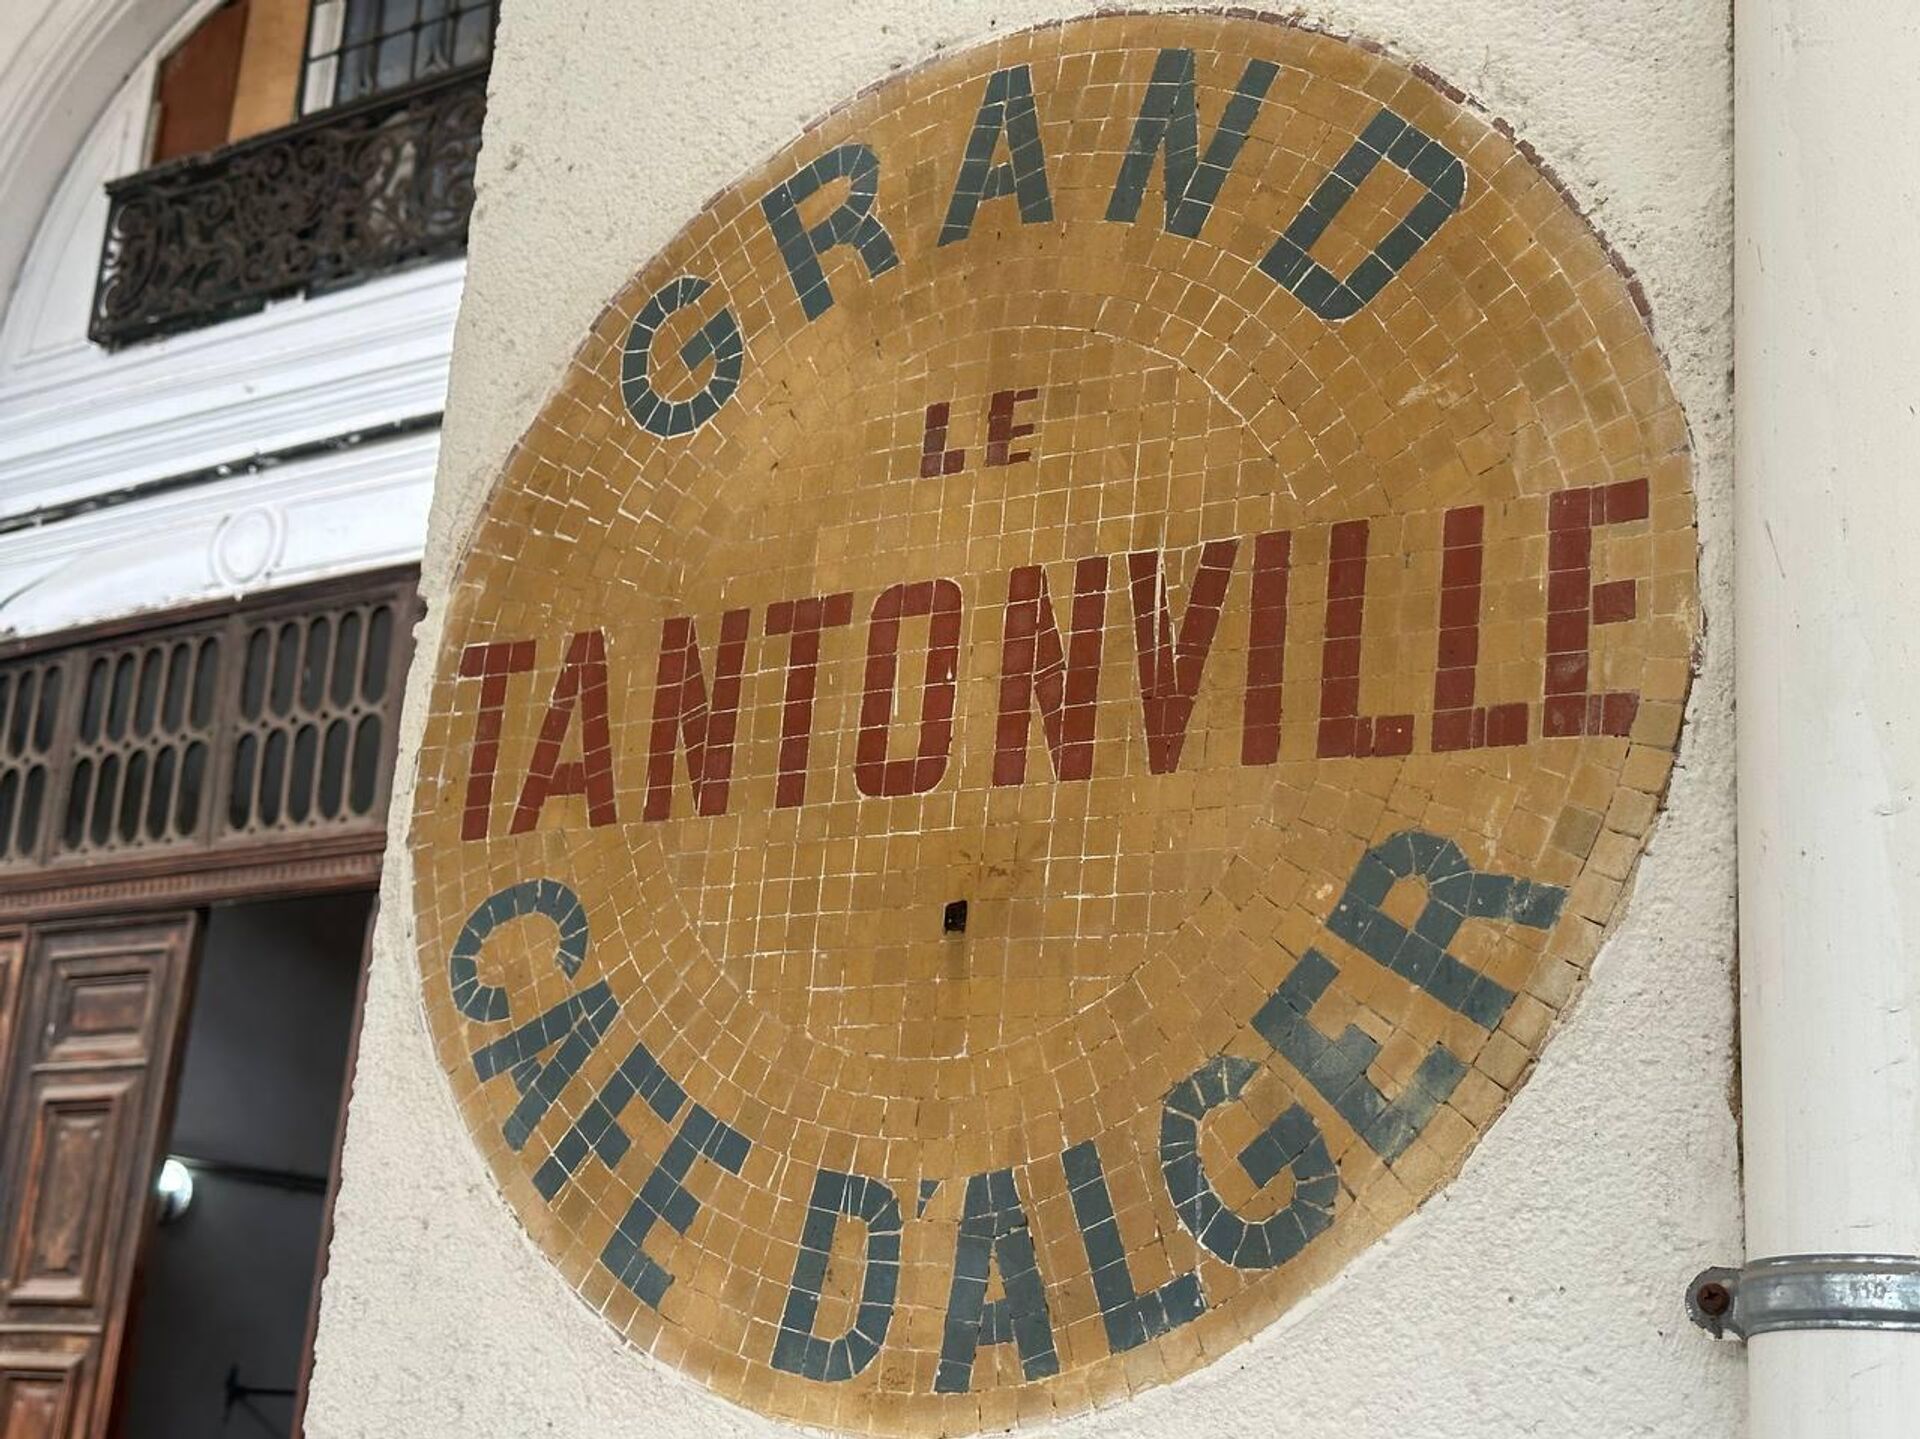 GRAND
LE
TANTONVILLE
CAFE D'ALGER